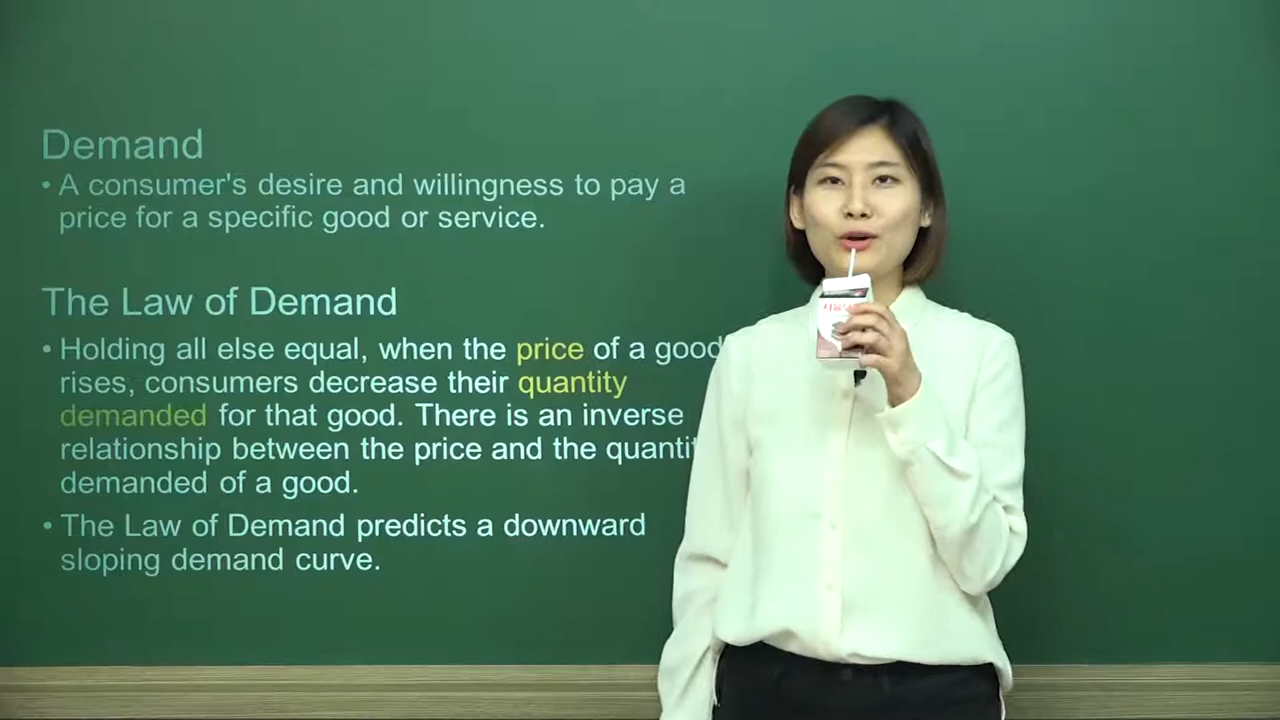 Demand
• A consumer's desire and willingness to pay a
price for a specific good or service.
The Law of Demand
• Holding all else equal, when the price of a good
rises, consumers decrease their quantity
demanded for that good. There is an inverse
relationship between the price and the quanti
demanded of a good.
• The Law of Demand predicts a downward
sloping demand curve.